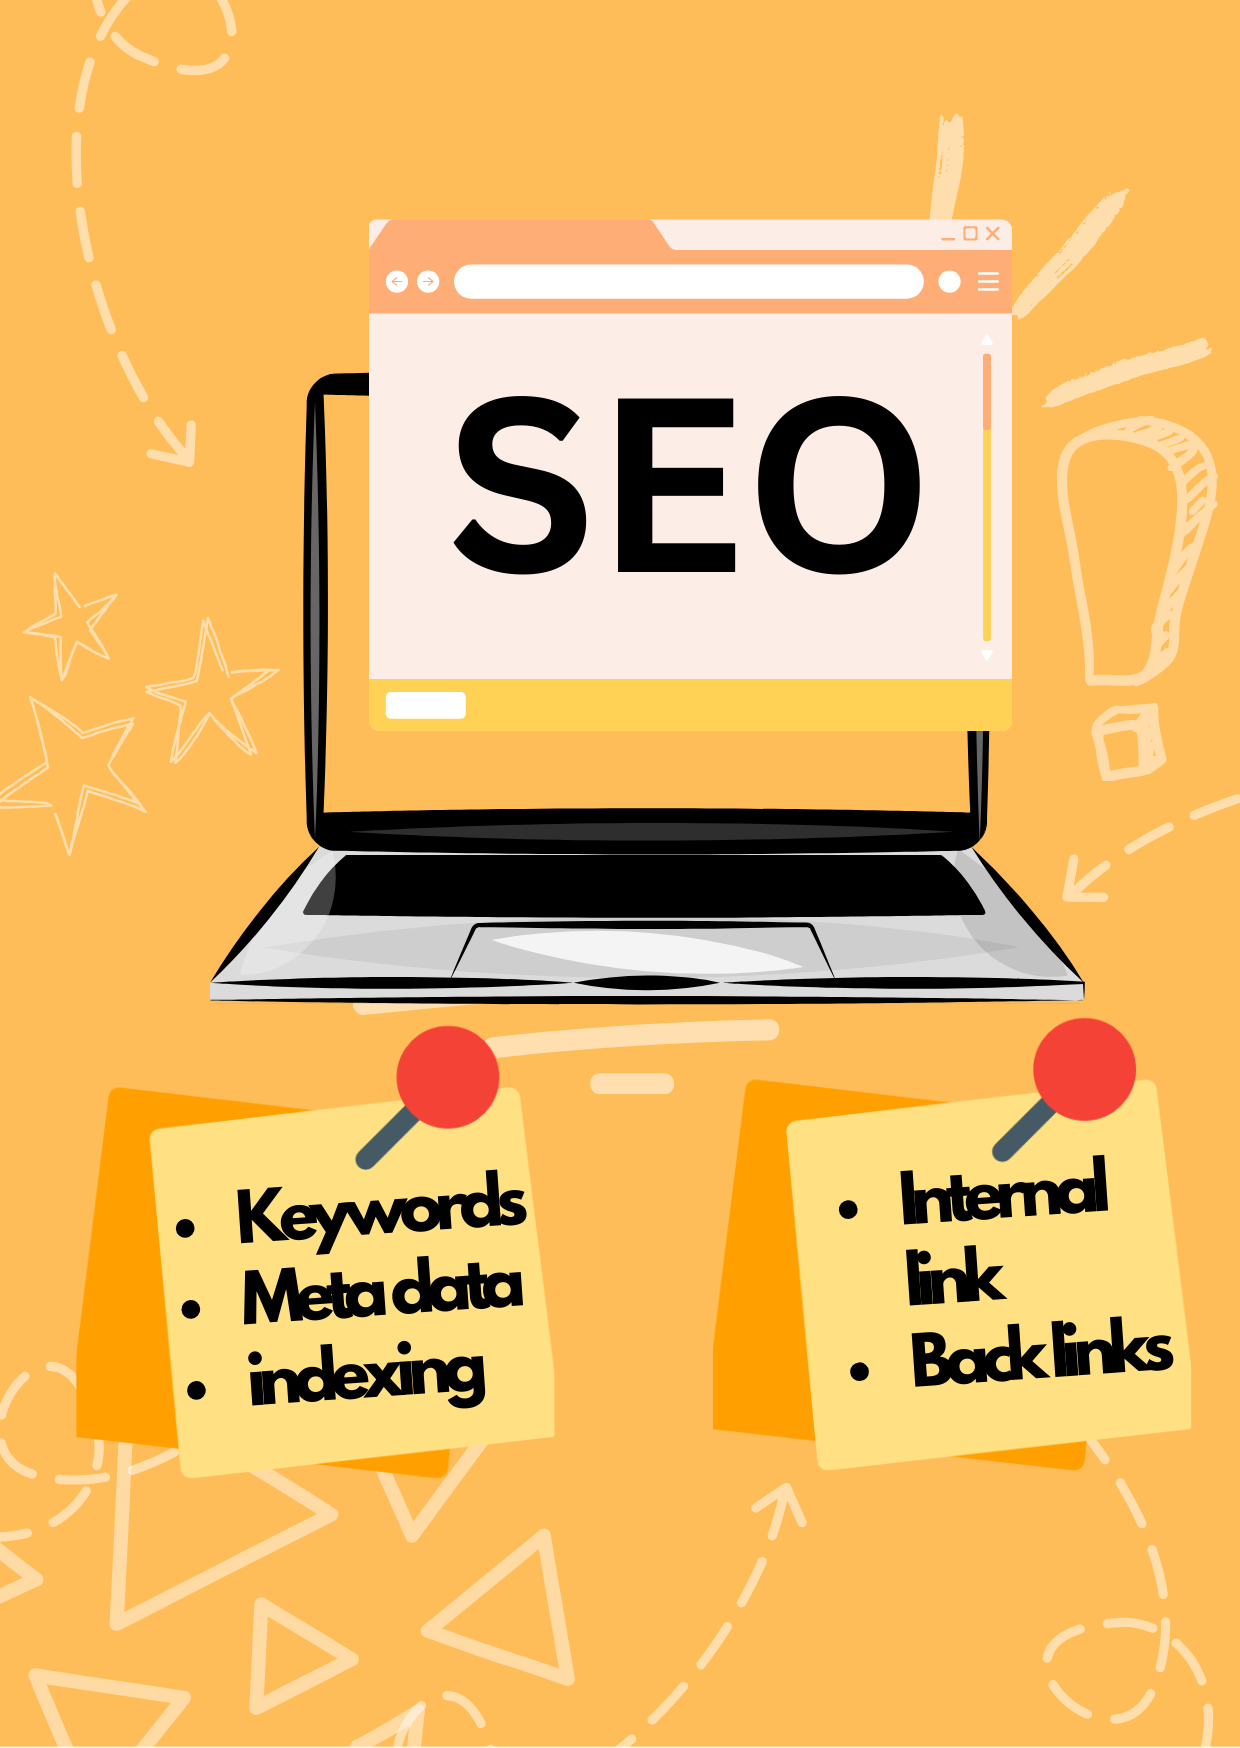 SEO
Keywords
Meta data
indexing
Internal
link
Back links